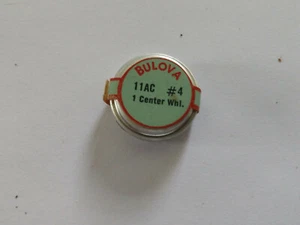 BULOVA
11AC #4
1 Center Whl.